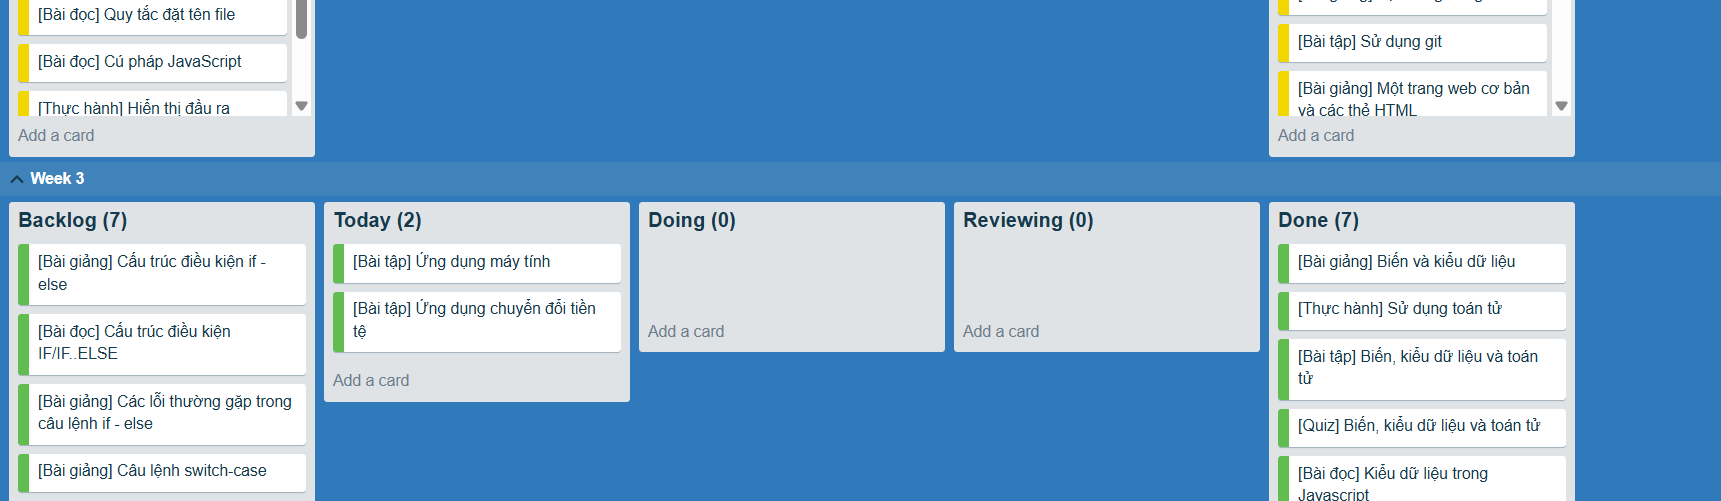 [Bài đọc] Quy tắc đặt tên file
[Bài đọc] Cú pháp JavaScript
[Thực hành] Hiển thị đầu ra
Add a card
[Bài tập] Sử dụng git
[Bài giảng] Một trang web cơ bản
và các thẻ HTML
Add a card
Week 3
Backlog (7)
[Bài giảng] Cấu trúc điều kiện if -
else
[Bài đọc] Cấu trúc điều kiện
IF/IF..ELSE
[Bài giảng] Các lỗi thường gặp trong
câu lệnh if - else
[Bài giảng] Câu lệnh switch-case
Today (2)
[Bài tập] Ứng dụng máy tính
[Bài tập] Ứng dụng chuyển đổi tiền
tệ
Add a card
Doing (0)
Add a card
Reviewing (0)
Add a card
Done (7)
[Bài giảng] Biến và kiểu dữ liệu
[Thực hành] Sử dụng toán tử
[Bài tập] Biến, kiểu dữ liệu và toán
tử
[Quiz] Biến, kiểu dữ liệu và toán tử
[Bài đọc] Kiểu dữ liệu trong
Javascript